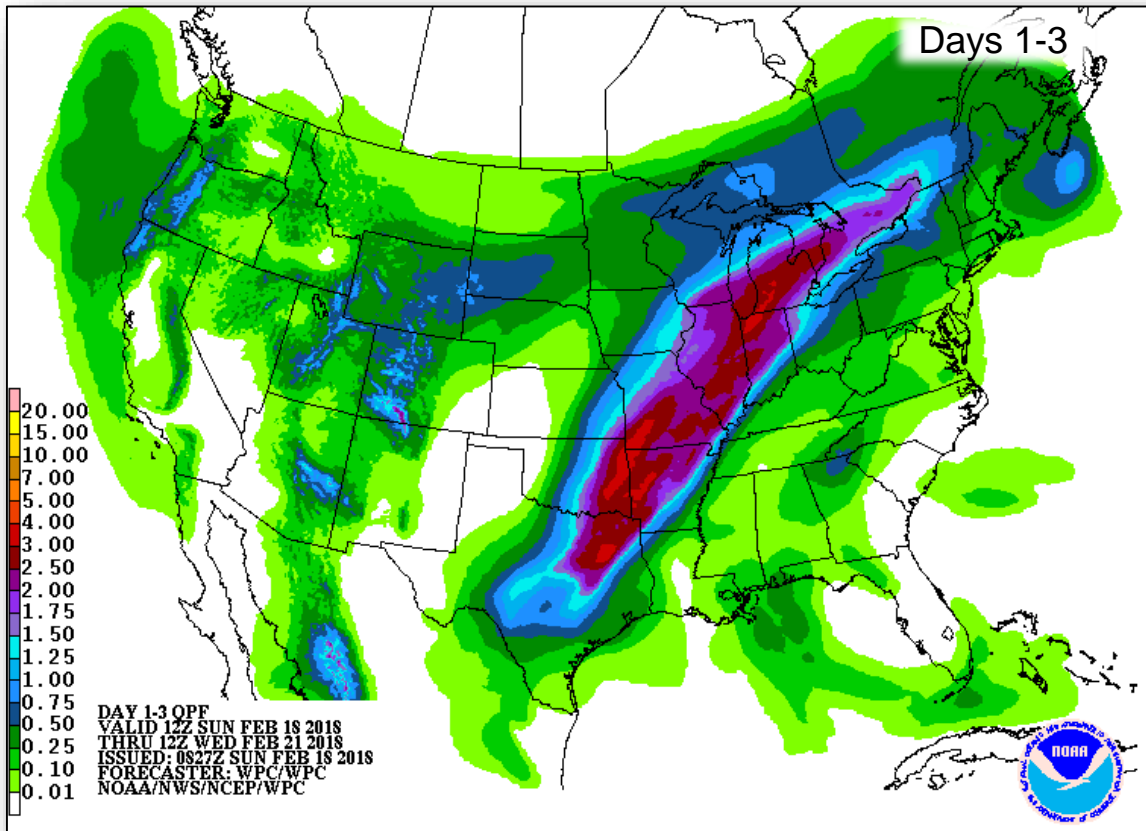 Days 1-3
20.00
15.00
10.00
7.00
5.00
4.00
3.00
2.50
2.00
1.75
1.50
1.25
1.00
0.75
0.50
0.25
0.10
0.01
DAY 1-3 QPF
VALID 12Z SUN FEB 18 2018
THRU 12Z WED FEB 21 2018
ISSUED: 0827Z SUN FEB 18 2018
FORECASTER: WPC/WPC
NOAA/NWS/NCEP/WPC
NOAA